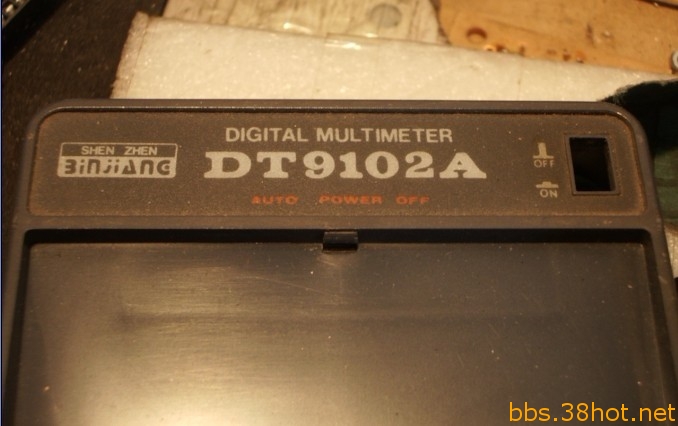 DIGITAL MULTIMETER
SHEN ZHEN
BINJIANG
DT9102A
AUTO POWER OFF
OFF
ON
bbs.38hot.net